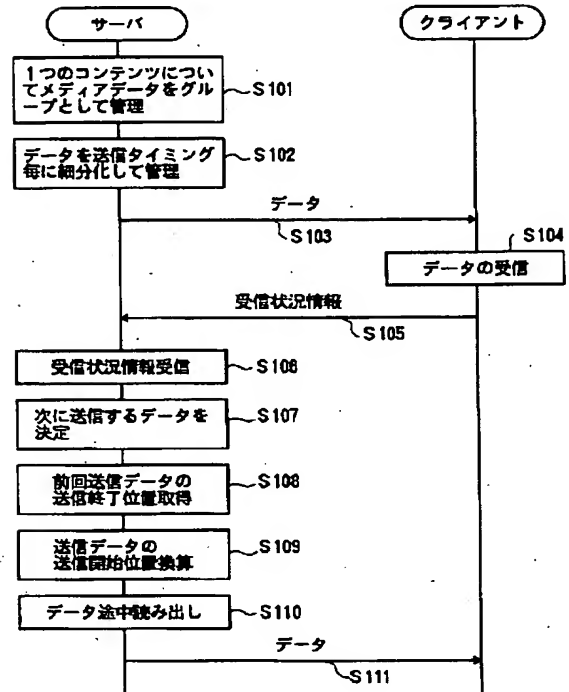 サーバ
クライアント
1つのコンテンツについ
てメディアデータをグル
ープとして管理
S101
データを送信タイミング
毎に細分化して管理
S102
データ
S103
S104
データの受信
受信状況情報
S105
受信状況情報受信
S106
次に送信するデータを
決定
S107
前回送信データの
送信終了位置取得
S108
送信データの
送信開始位置換算
S109
データ途中読み出し
S110
データ
S111